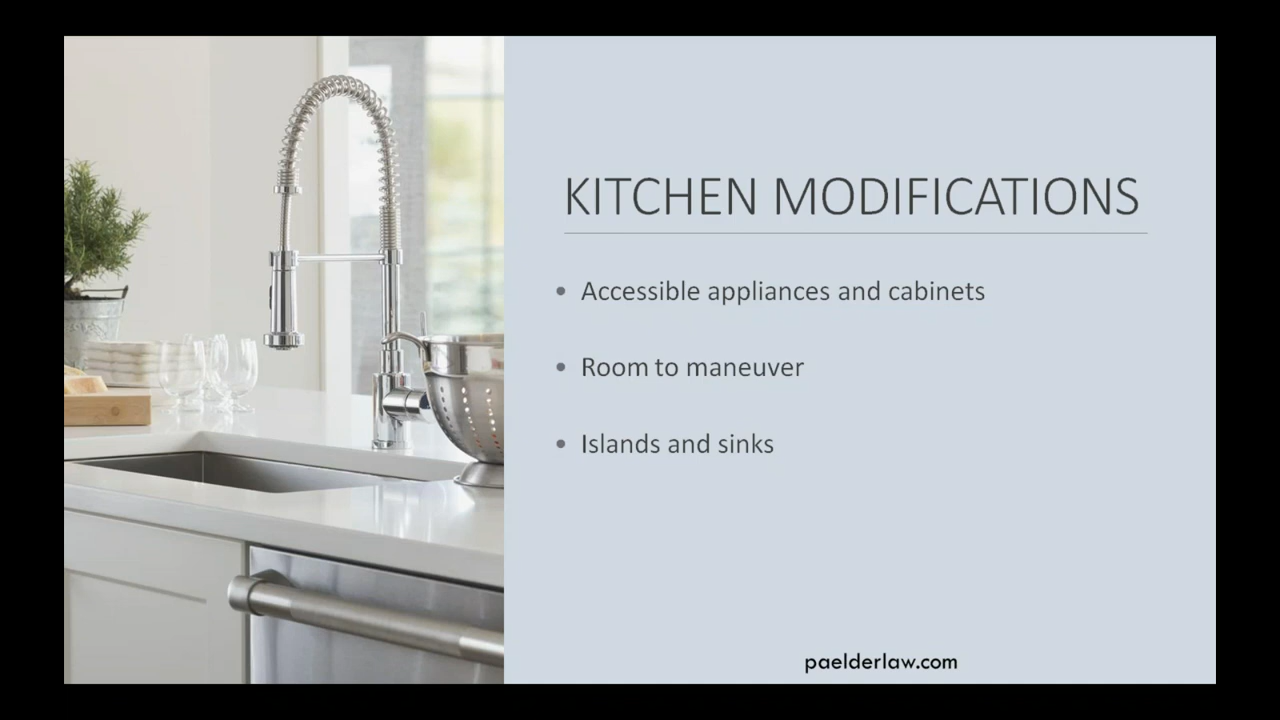 KITCHEN MODIFICATIONS
• Accessible appliances and cabinets
• Room to maneuver
• Islands and sinks
paelderlaw.com